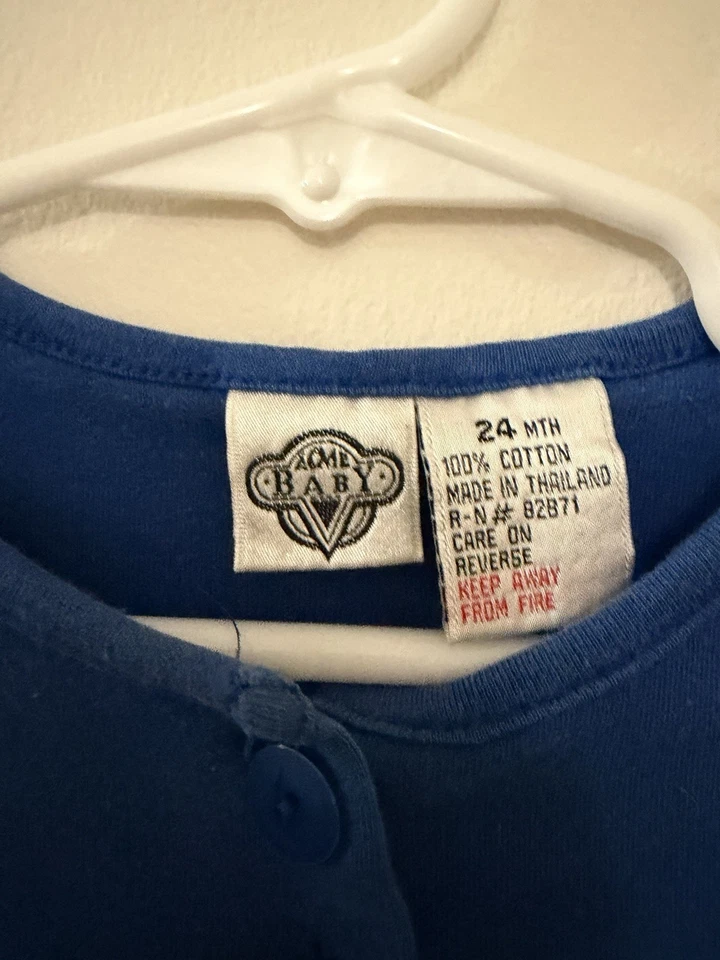 ACME
BABY
24 MTH
100% COTTON
MADE IN THAILAND
R-N# 82871
CARE ON
REVERSE
KEEP AWAY
FROM FIRE